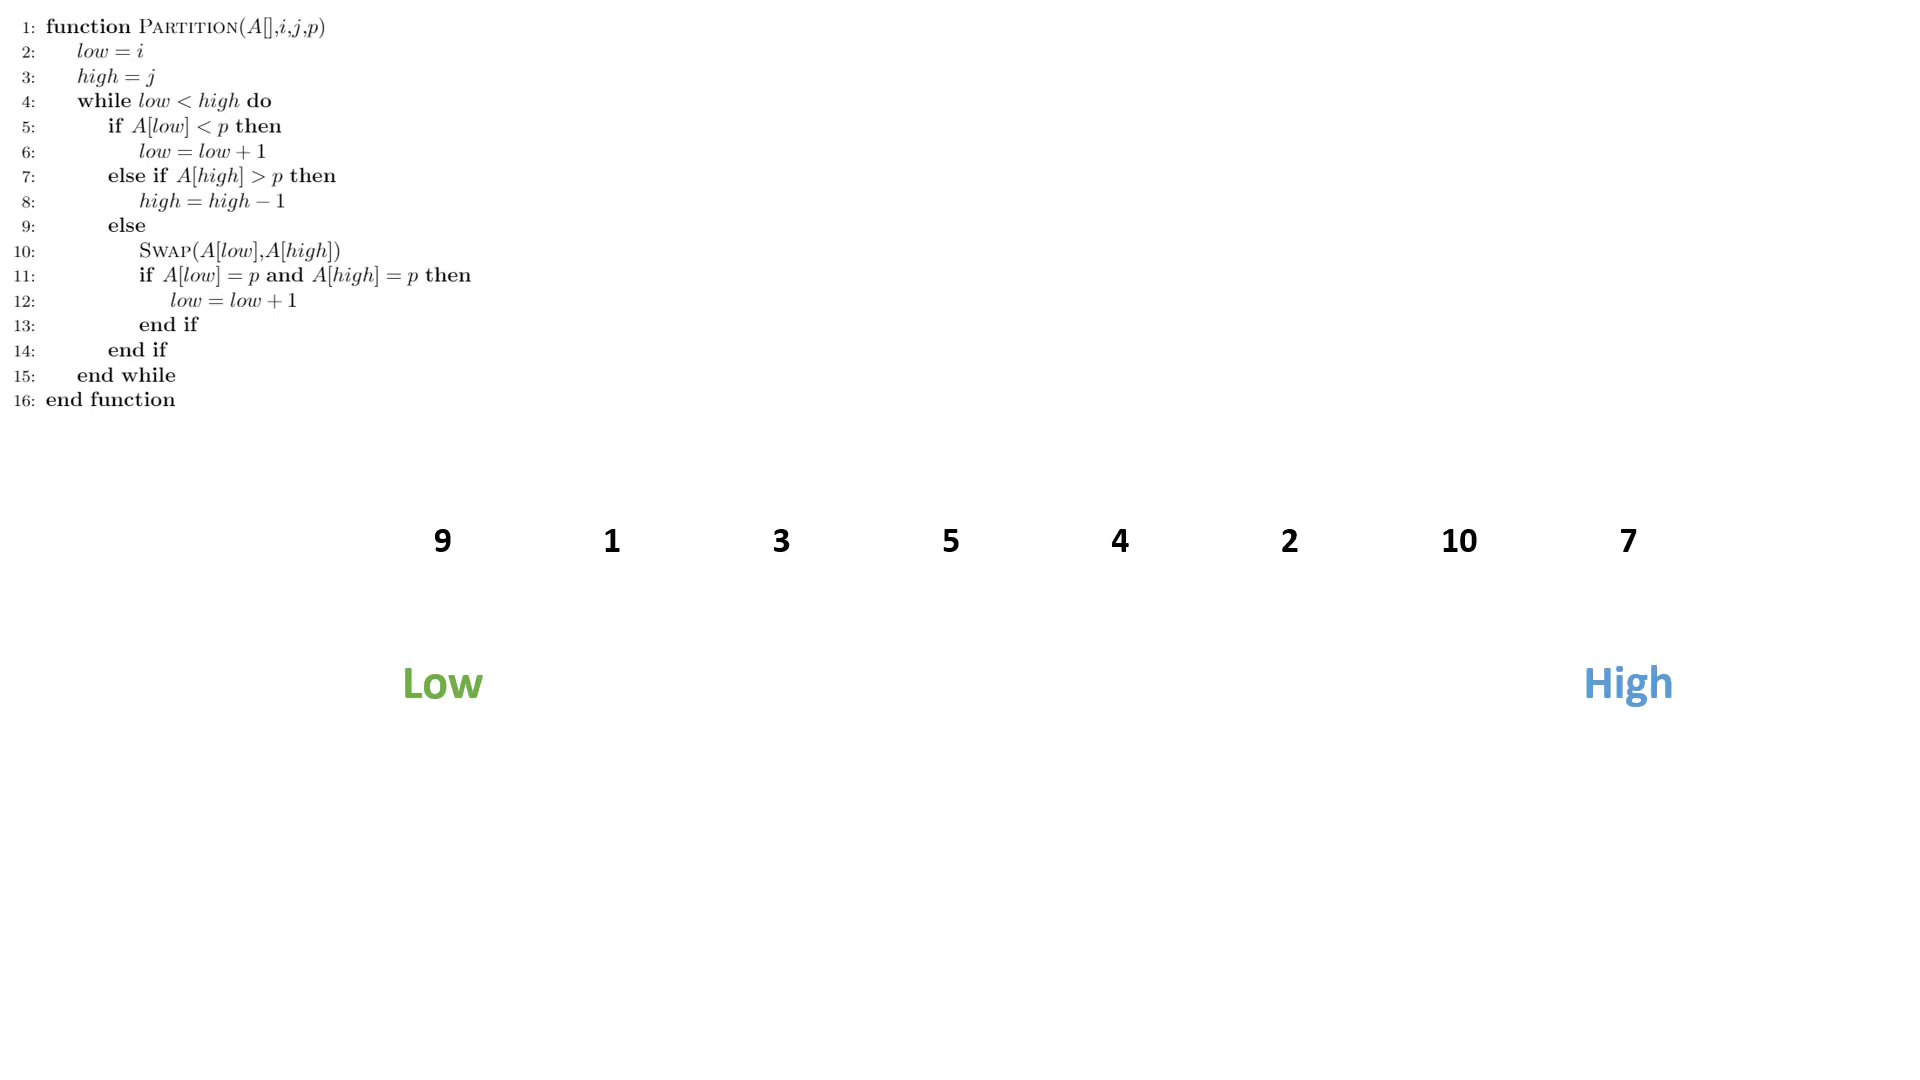 1: function Partition(A[],i,j,p)
2: low = i
3: high = j
4: while low < high do
5: if A[low] < p then
6: low = low + 1
7: else if A[high] > p then
8: high = high − 1
9: else
10: Swap(A[low],A[high])
11: if A[low] = p and A[high] = p then
12: low = low + 1
13: end if
14: end if
15: end while
16: end function
9 1 3 5 4 2 10 7
Low High